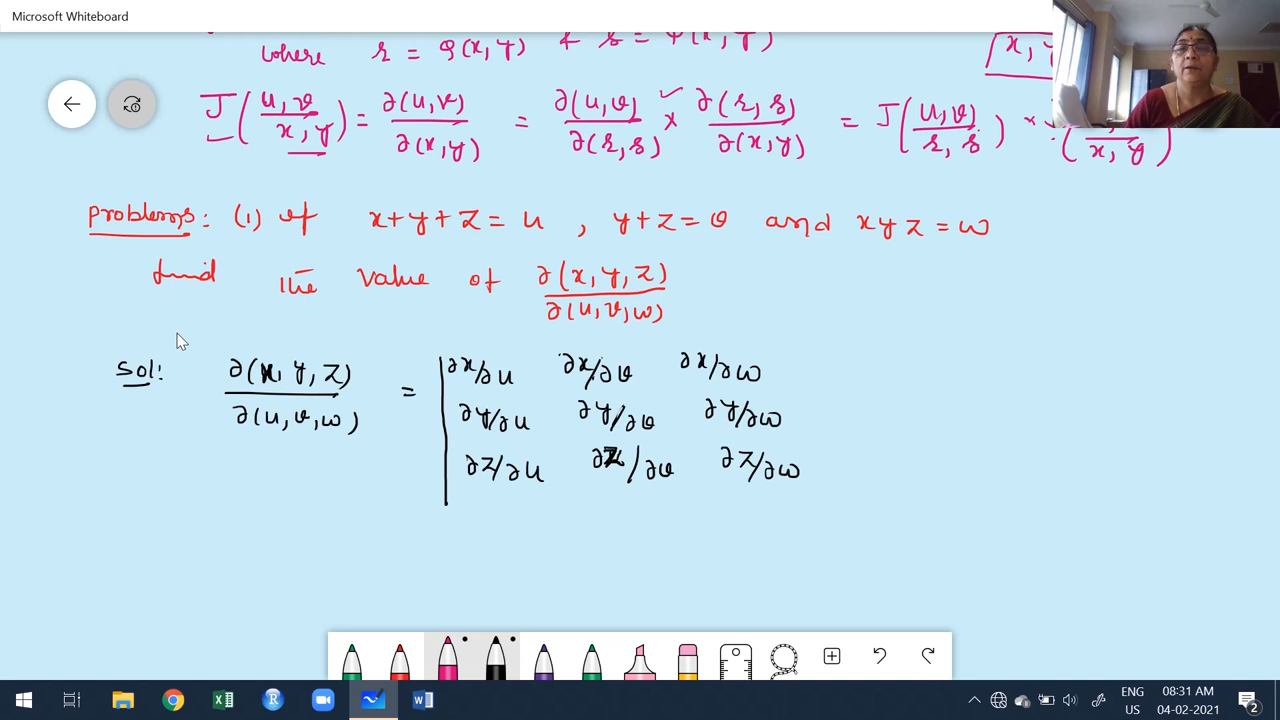 Microsoft Whiteboard
where r = φ(x, y) & s = φ(x, y)
x, y
J(u,v/x,y) = ∂(u,v)/∂(x,y) = ∂(u,v)/∂(r,s) ✓ × ∂(r,s)/∂(x,y) = J(u,v/r,s) × /x,y)
Problems: (1) If x+y+z = u , y+z = v and xyz = w
find the value of ∂(x,y,z)/∂(u,v,w)
Sol: ∂(x,y,z)/∂(u,v,w) = | ∂x/∂u ∂x/∂v ∂x/∂w
∂y/∂u ∂y/∂v ∂y/∂w
∂z/∂u ∂z/∂v ∂z/∂w
ENG 08:31 AM
US 04-02-2021 2